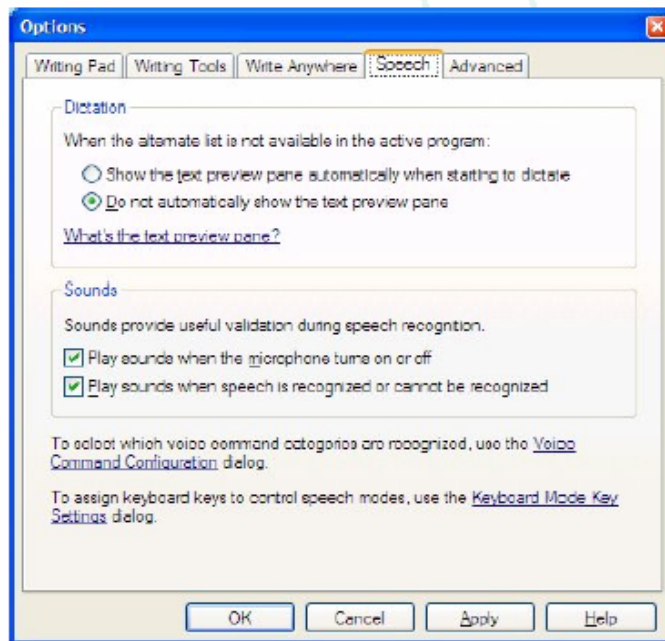 Options
Writing Pad Writing Tools Write Anywhere Speech Advanced
Dictation
When the alternate list is not available in the active program:
Show the text preview pane automatically when starting to dictate
Do not automatically show the text preview pane
What's the text preview pane?
Sounds
Sounds provide useful validation during speech recognition.
Play sounds when the microphone turns on or off
Play sounds when speech is recognized or cannot be recognized
To select which voice command categories are recognized, use the Voice
Command Configuration dialog.
To assign keyboard keys to control speech modes, use the Keyboard Mode Key
Settings dialog.
OK Cancel Apply Help